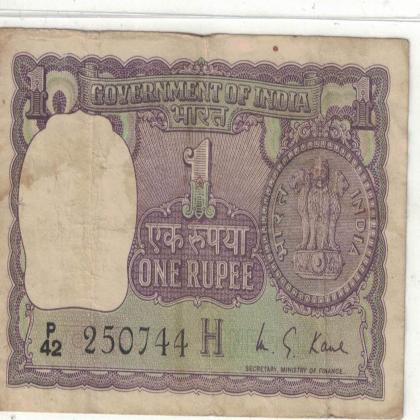 1 1
GOVERNMENT OF INDIA
भारत
1
एक रुपया
ONE RUPEE
भारत INDIA
P/42 250744 H K. G. Kaul
SECRETARY, MINISTRY OF FINANCE.